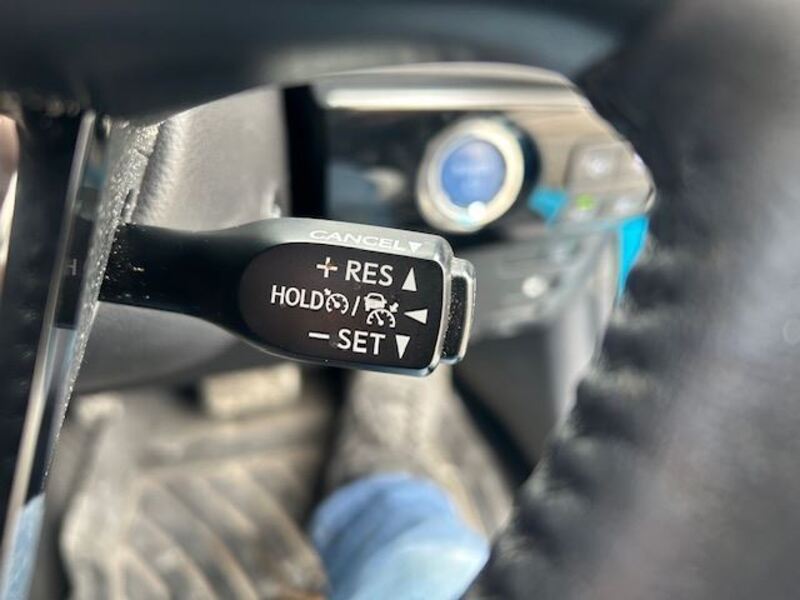 CANCEL▼
+ RES ▲
HOLD / ◀
− SET ▼
H